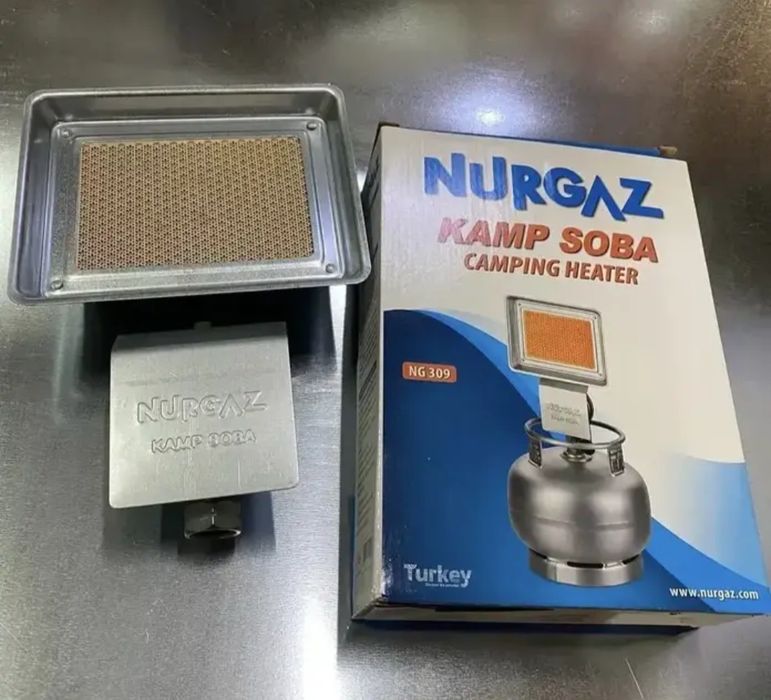 NURGAZ
KAMP SOBA
CAMPING HEATER
NG 309
Turkey
www.nurgaz.com
NURGAZ
KAMP SOBA